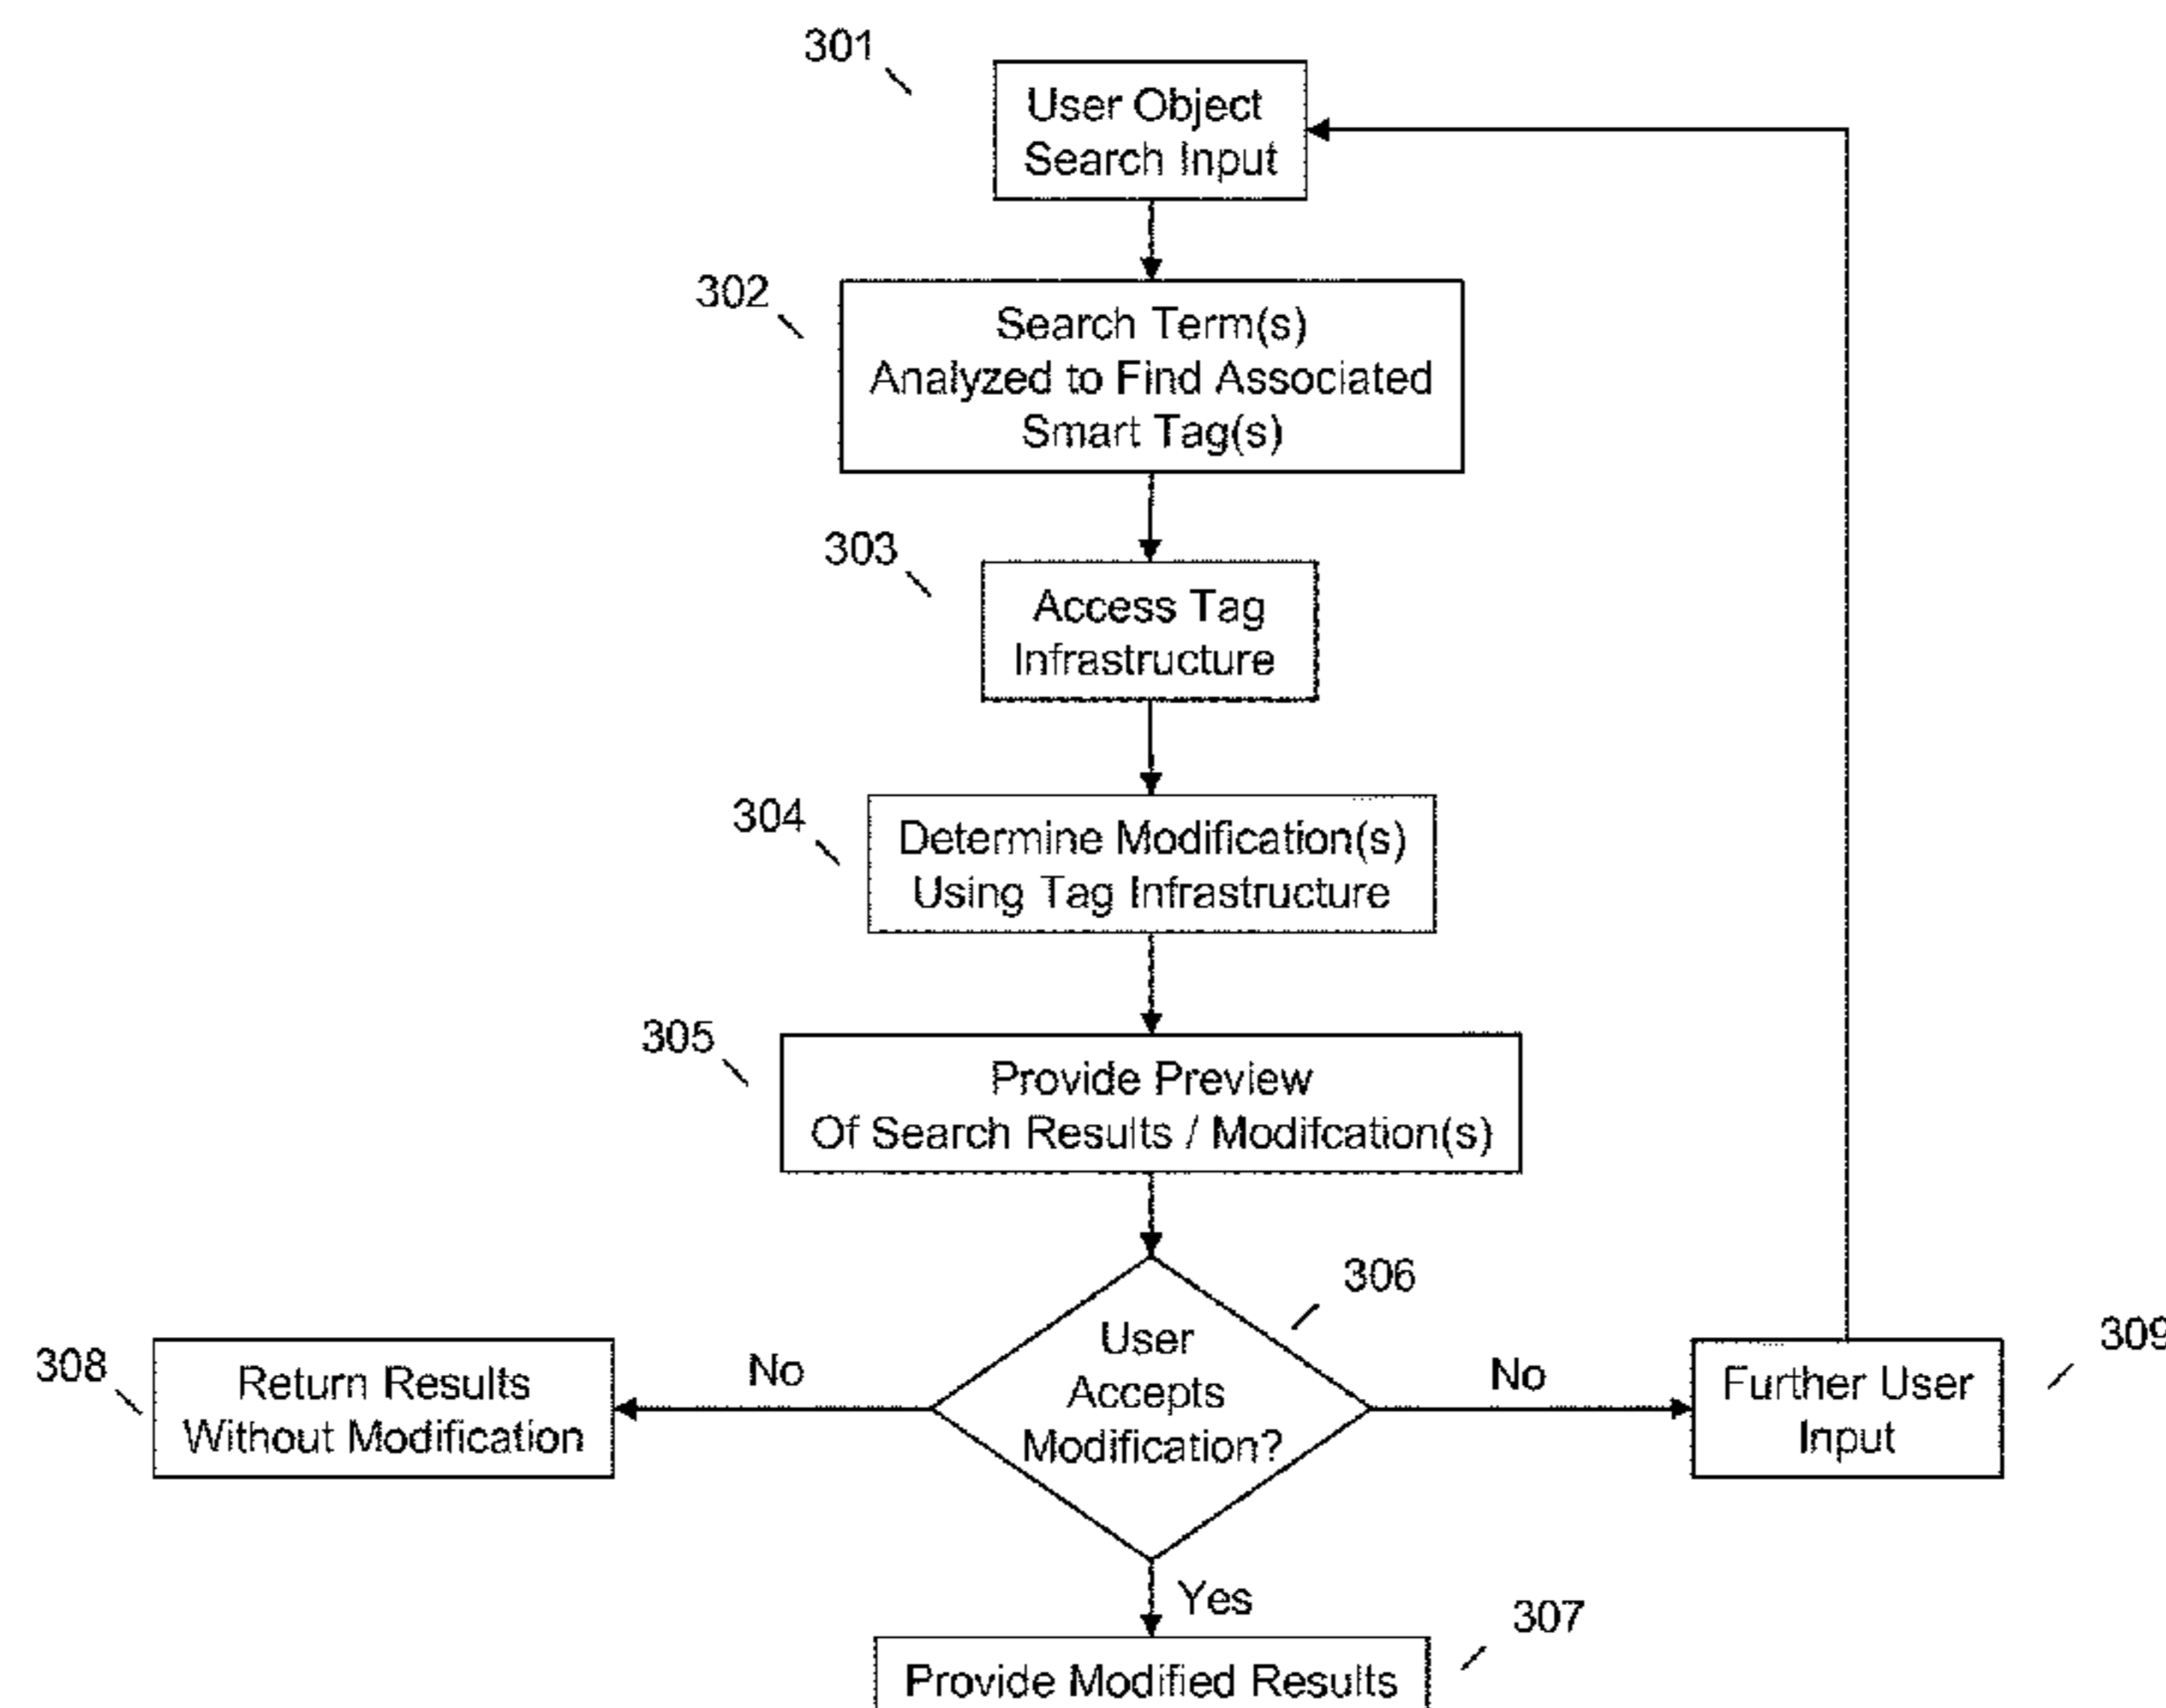 301
User Object
Search Input
302
Search Term(s)
Analyzed to Find Associated
Smart Tag(s)
303
Access Tag
Infrastructure
304
Determine Modification(s)
Using Tag Infrastructure
305
Provide Preview
Of Search Results / Modifcation(s)
306
User
Accepts
Modification?
308
Return Results
Without Modification
No
No
309
Further User
Input
Yes
307
Provide Modified Results